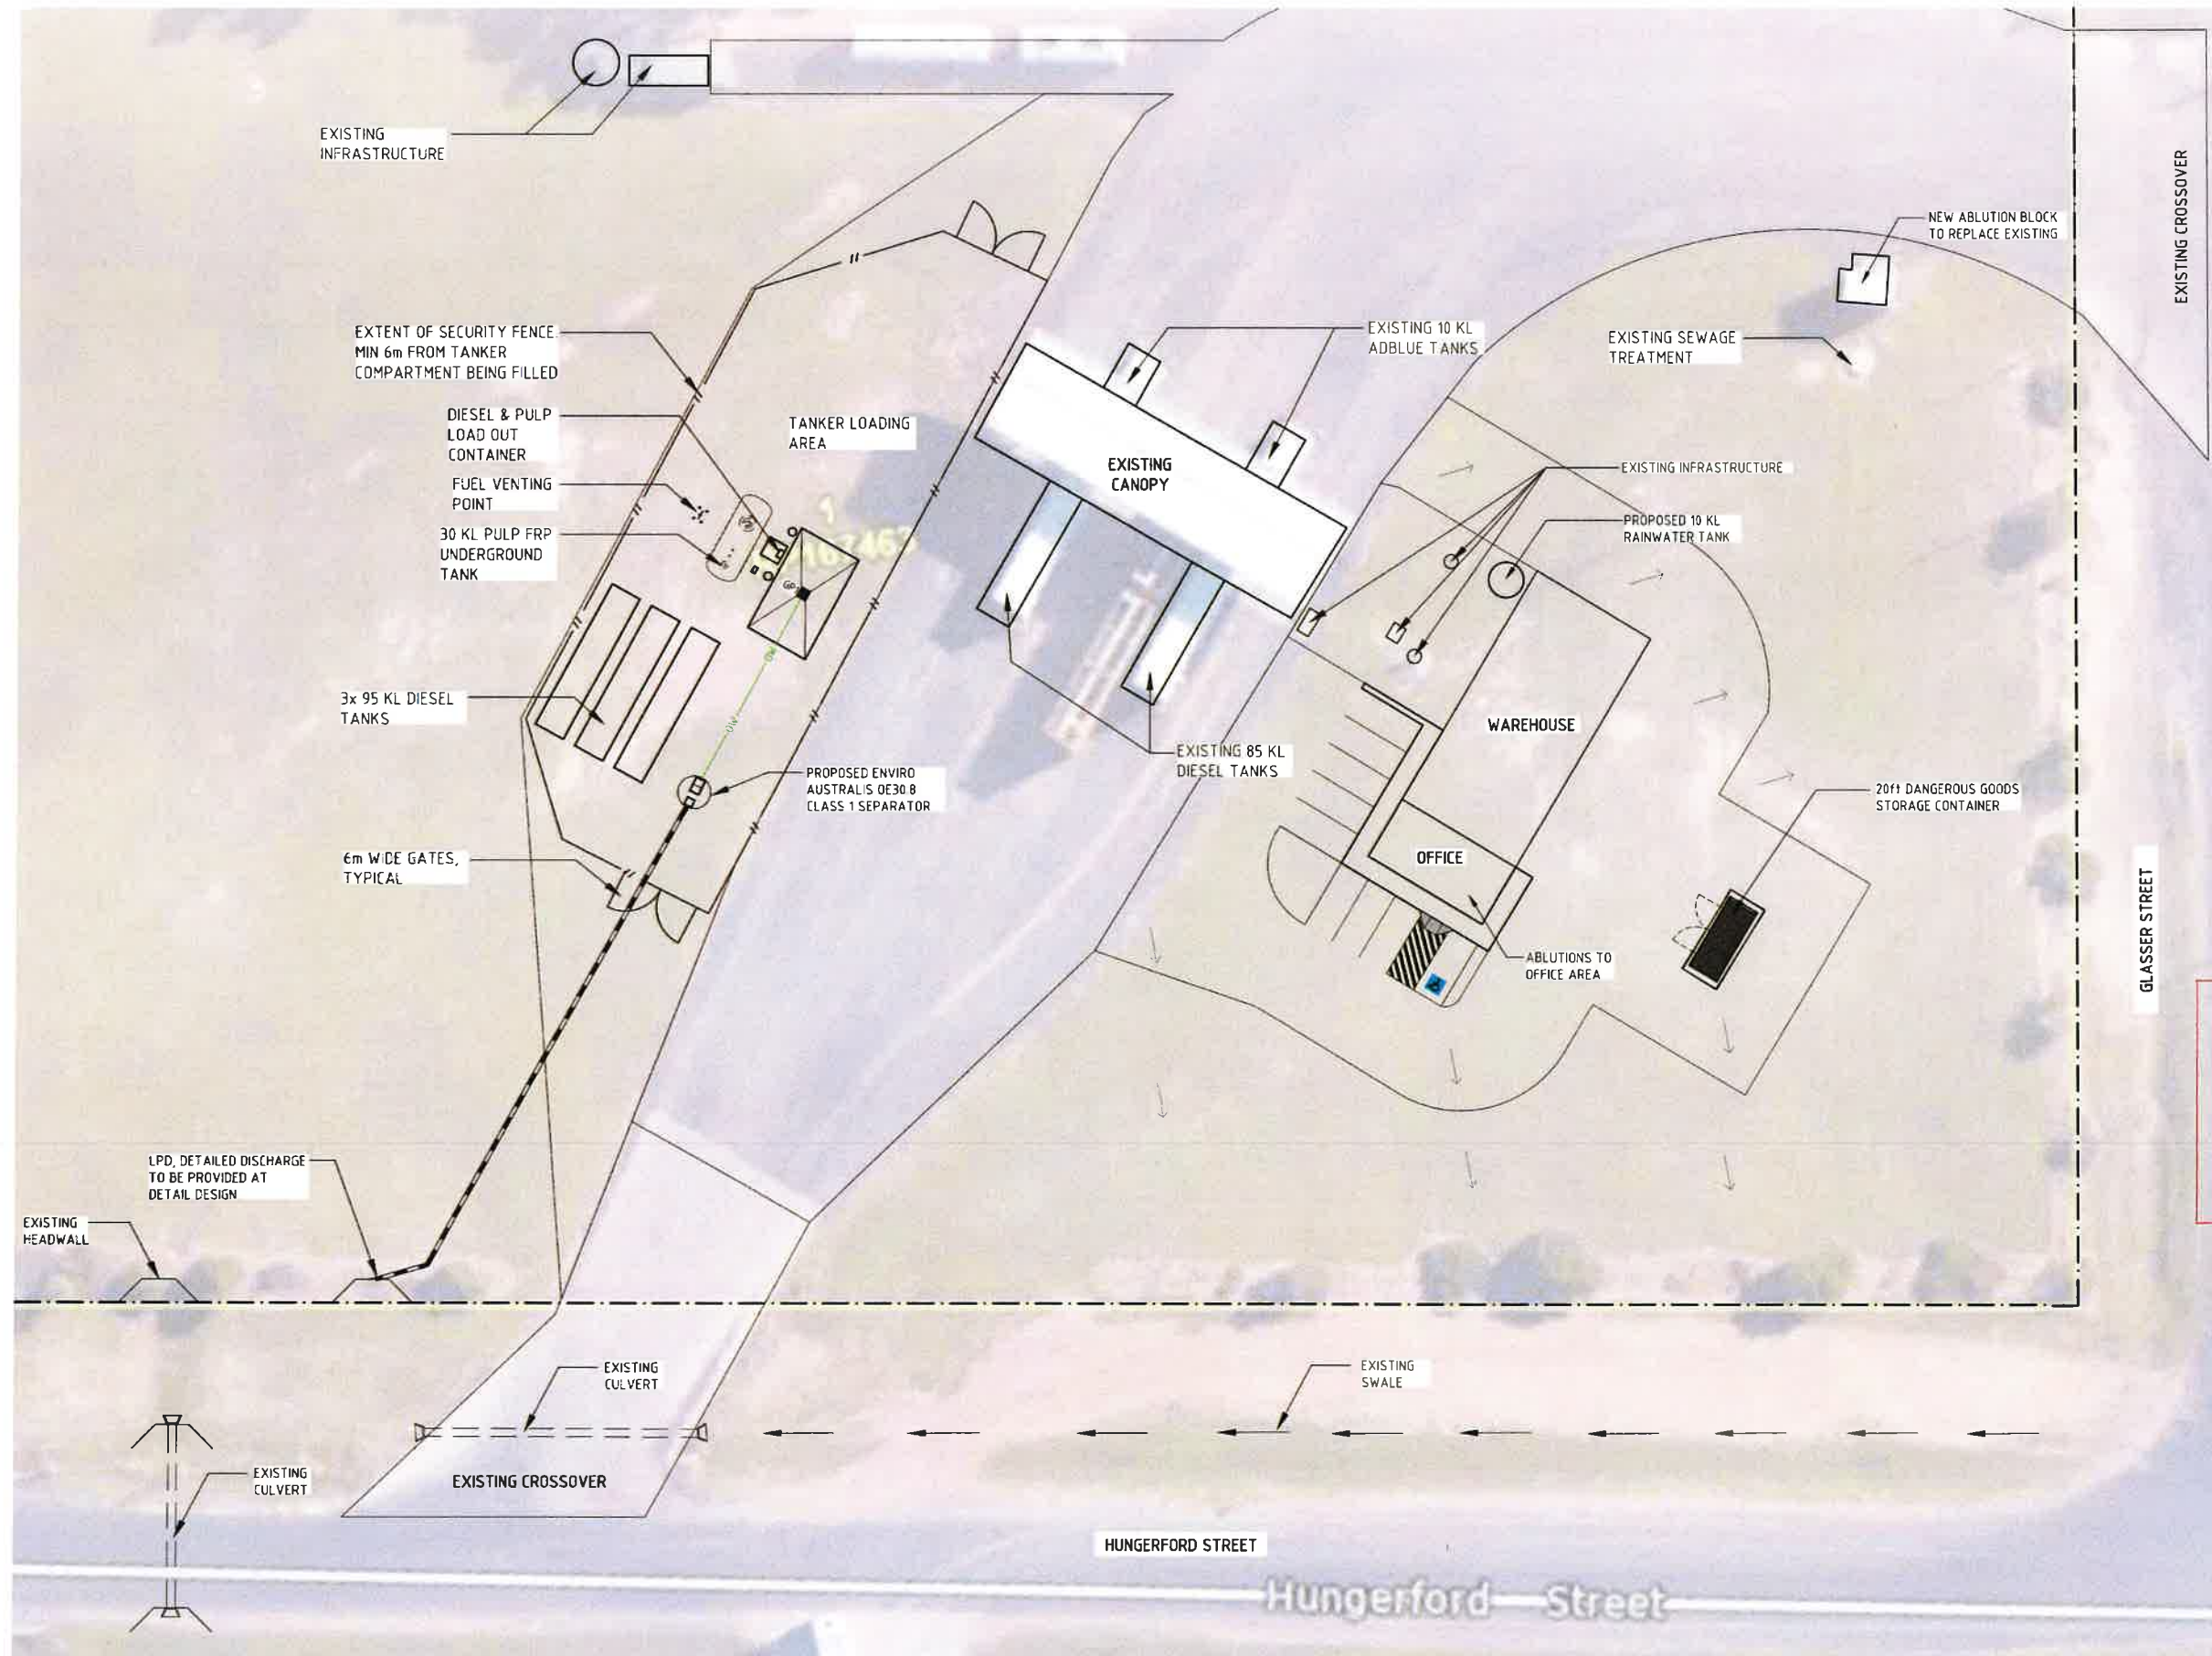 EXISTING
INFRASTRUCTURE
EXISTING CROSSOVER
NEW ABLUTION BLOCK
TO REPLACE EXISTING
EXTENT OF SECURITY FENCE.
MIN 6m FROM TANKER
COMPARTMENT BEING FILLED
EXISTING 10 KL
ADBLUE TANKS
EXISTING SEWAGE
TREATMENT
DIESEL & PULP
LOAD OUT
CONTAINER
TANKER LOADING
AREA
EXISTING
CANOPY
EXISTING INFRASTRUCTURE
FUEL VENTING
POINT
1
PROPOSED 10 KL
RAINWATER TANK
30 KL PULP FRP
UNDERGROUND
TANK
GP
OW
3x 95 KL DIESEL
TANKS
OW
WAREHOUSE
EXISTING 85 KL
DIESEL TANKS
PROPOSED ENVIRO
AUSTRALIS OE30.8
CLASS 1 SEPARATOR
20ft DANGEROUS GOODS
STORAGE CONTAINER
6m WIDE GATES,
TYPICAL
OFFICE
GLASSER STREET
ABLUTIONS TO
OFFICE AREA
LPD, DETAILED DISCHARGE
TO BE PROVIDED AT
DETAIL DESIGN
EXISTING
HEADWALL
EXISTING
CULVERT
EXISTING
SWALE
EXISTING
CULVERT
EXISTING CROSSOVER
HUNGERFORD STREET
Hungerford Street